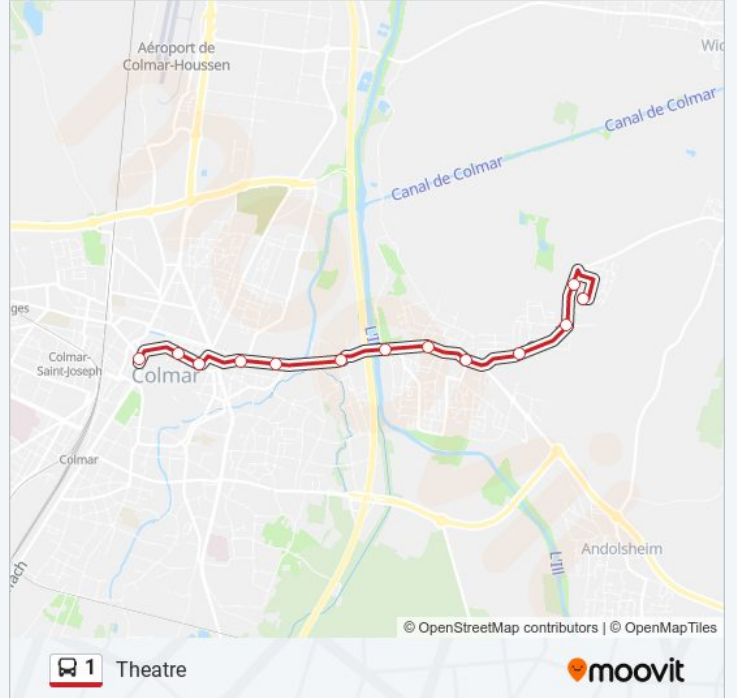 Aéroport de
Colmar-Houssen
Wic
Canal de Colmar
Canal de Colmar
ges
L'Ill
Colmar-
Saint-Joseph
Colmar
Colmar
Andolsheim
L'Ill
ach
© OpenStreetMap contributors | © OpenMapTiles
1 Theatre
moovit